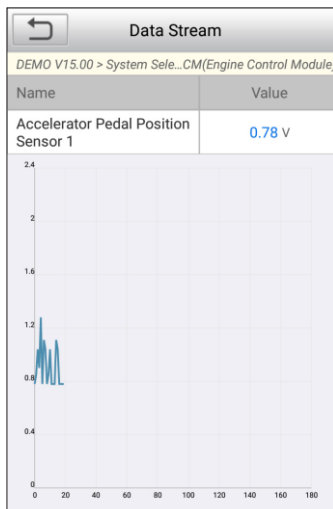 Data Stream
DEMO V15.00 > System Sele...CM(Engine Control Module)
Name Value
Accelerator Pedal Position
Sensor 1
0.78 V
2.4
2
1.6
1.2
0.8
0.4
0
0 20 40 60 80 100 120 140 160 180